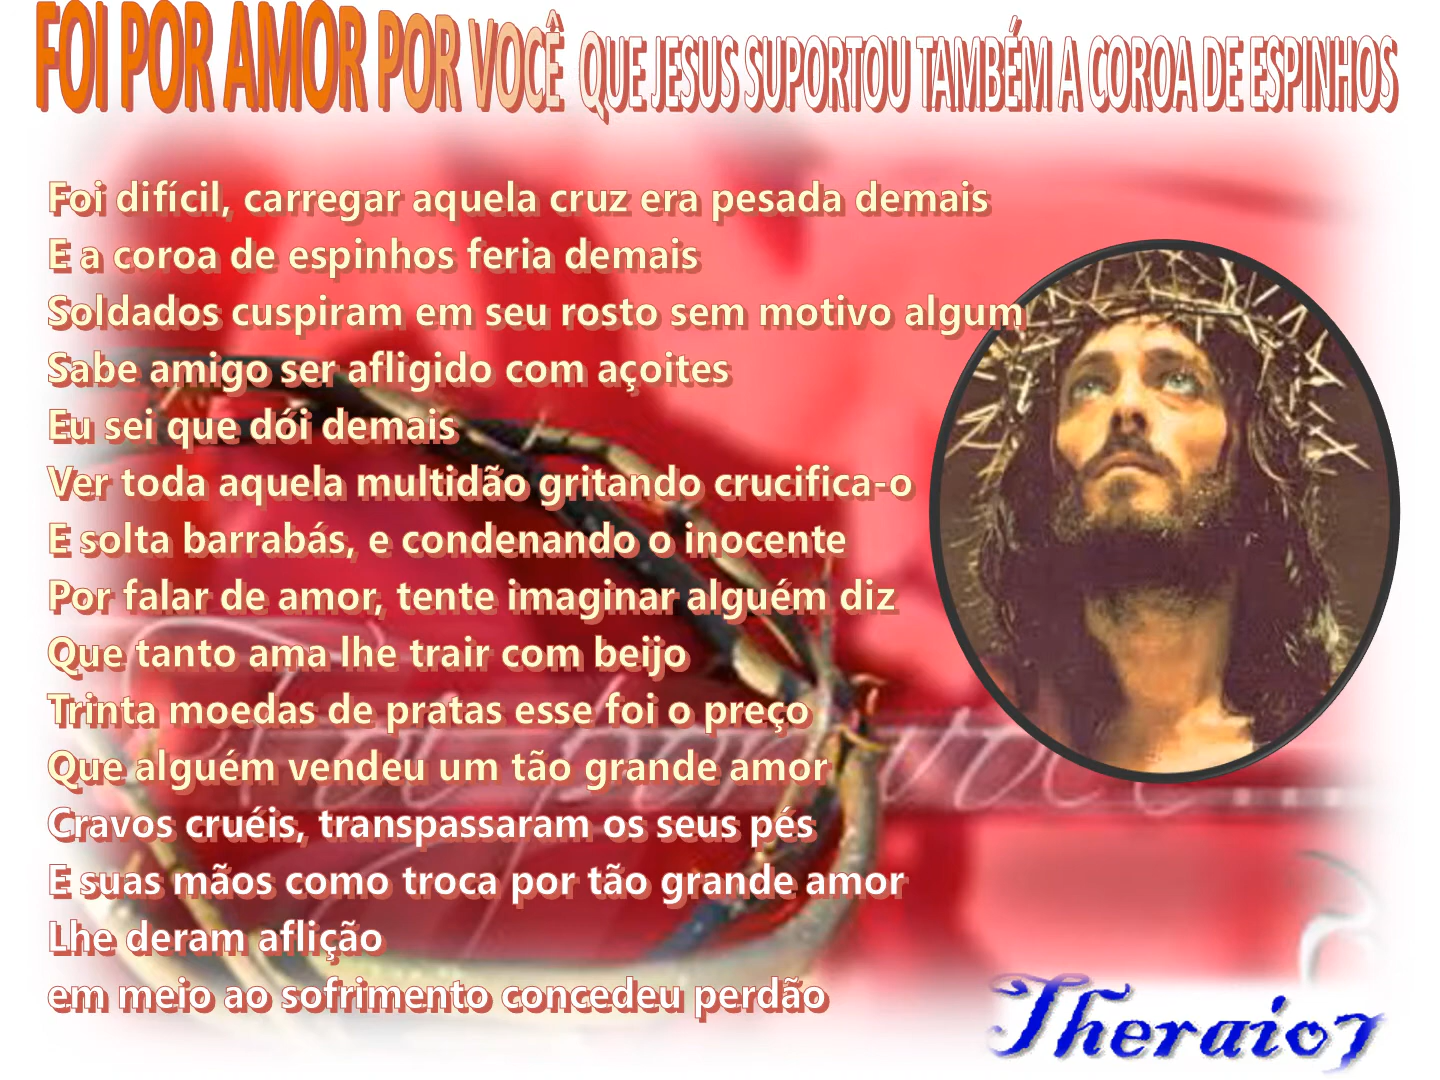 FOI POR AMOR POR VOCÊ QUE JESUS SUPORTOU TAMBÉM A COROA DE ESPINHOS
Foi difícil, carregar aquela cruz era pesada demais
E a coroa de espinhos feria demais
Soldados cuspiram em seu rosto sem motivo algum
Sabe amigo ser afligido com açoites
Eu sei que dói demais
Ver toda aquela multidão gritando crucifica-o
E solta barrabás, e condenando o inocente
Por falar de amor, tente imaginar alguém diz
Que tanto ama lhe trair com beijo
Trinta moedas de pratas esse foi o preço
Que alguém vendeu um tão grande amor
Foi por você....
Cravos cruéis, transpassaram os seus pés
E suas mãos como troca por tão grande amor
Lhe deram aflição
em meio ao sofrimento concedeu perdão
Theraio7